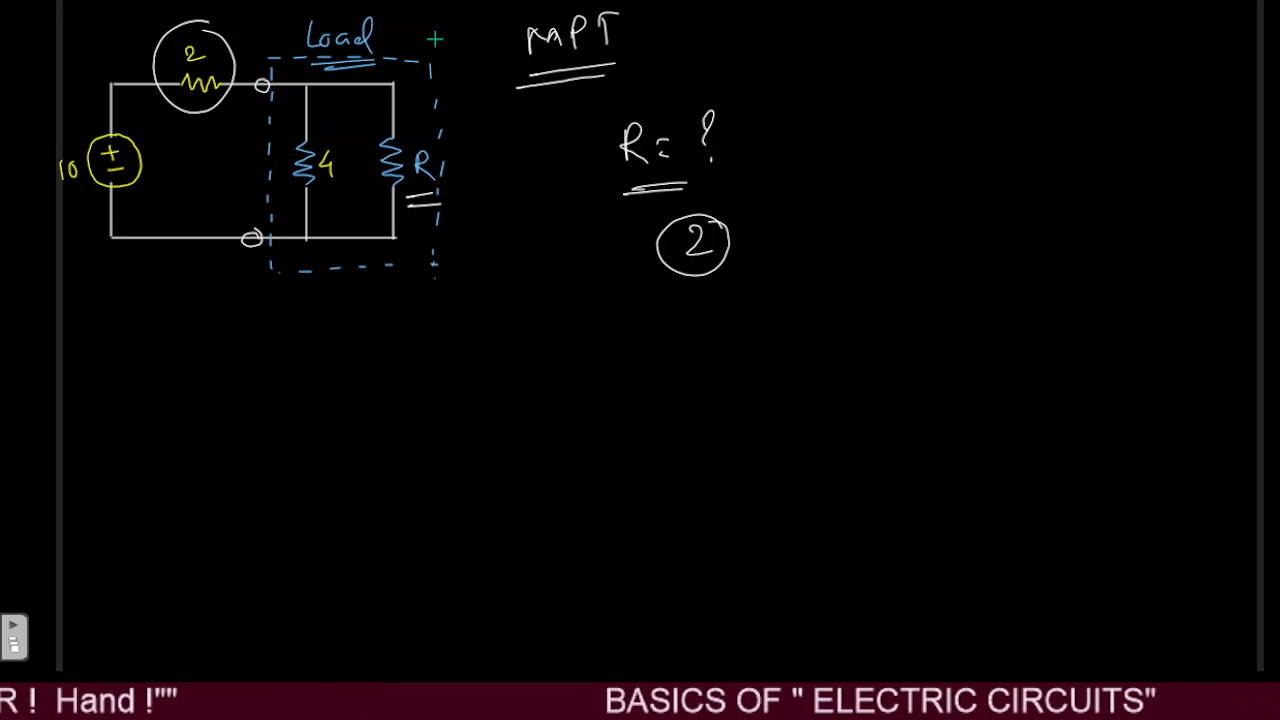 Load
MPT
2
10
+
-
4
R
R = ?
2
R ! Hand !""
BASICS OF " ELECTRIC CIRCUITS"